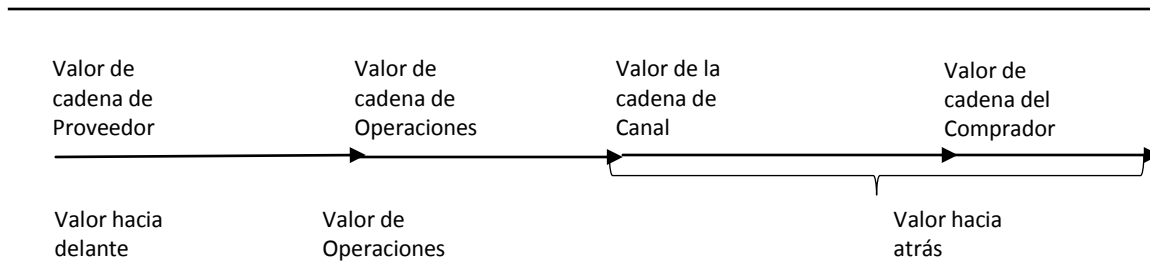 Valor de
cadena de
Proveedor
Valor de
cadena de
Operaciones
Valor de la
cadena de
Canal
Valor de
cadena del
Comprador
Valor hacia
delante
Valor de
Operaciones
Valor hacia
atrás